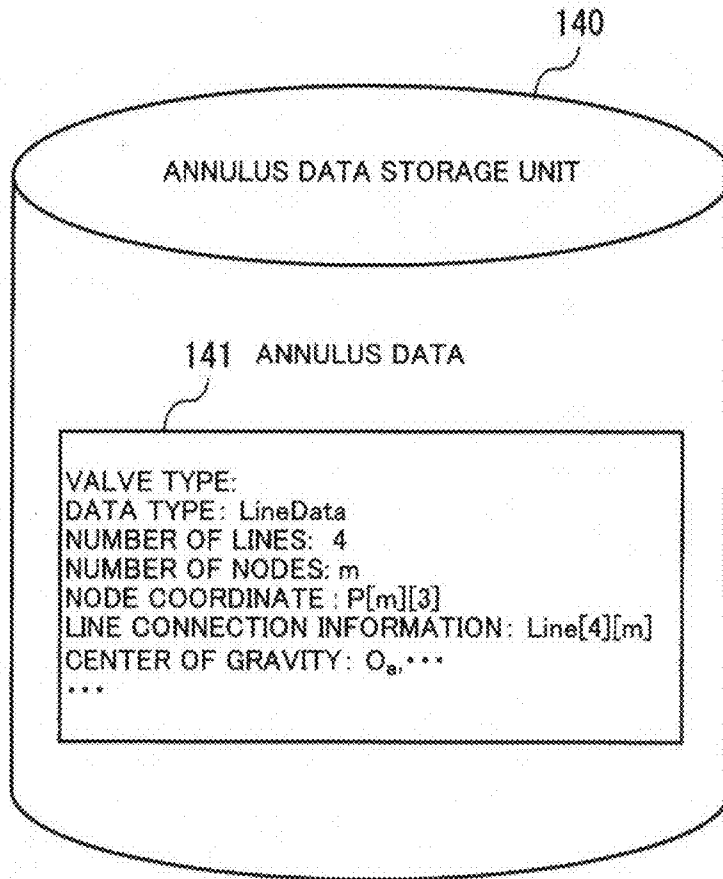 140
ANNULUS DATA STORAGE UNIT
141 ANNULUS DATA
VALVE TYPE:
DATA TYPE: LineData
NUMBER OF LINES: 4
NUMBER OF NODES: m
NODE COORDINATE : P[m][3]
LINE CONNECTION INFORMATION: Line[4][m]
CENTER OF GRAVITY: Oₐ,···
···